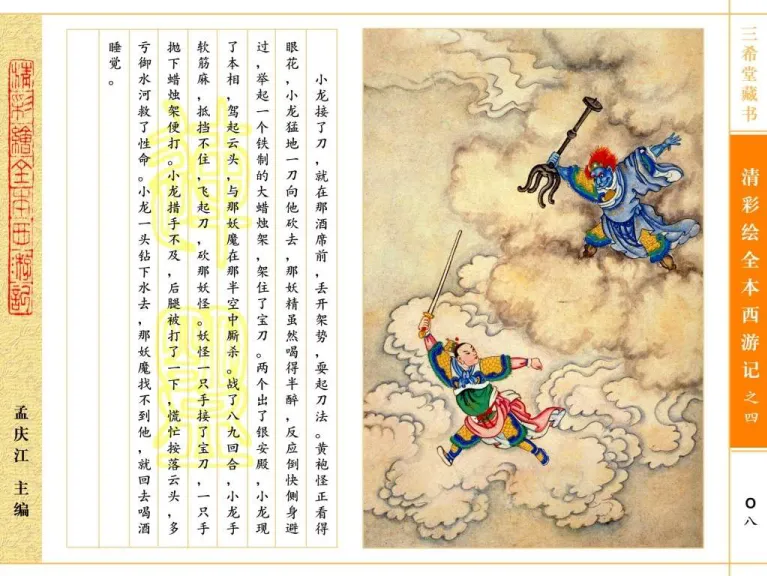 三希堂藏书
清彩绘全本西游记之四
〇八
小龙接了刀，就在那酒席前，丢开架势，耍起刀法。黄袍怪正看得
眼花，小龙猛地一刀向他砍去，那妖精虽然喝得半醉，反应倒快侧身避
过，举起一个铁制的大蜡烛架，架住了宝刀。两个出了银安殿，小龙现
了本相，驾起云头，与那妖魔在那半空中厮杀。战了八九回合，小龙手
软筋麻，抵挡不住，飞起刀，砍那妖怪。妖怪一只手接了宝刀，一只手
抛下蜡烛架便打。小龙措手不及，后腿被打了一下，慌忙按落云头，多
亏御水河救了性命。小龙一头钻下水去，那妖魔找不到他，就回去喝酒
睡觉。
清彩绘全本西游记
孟庆江 主编